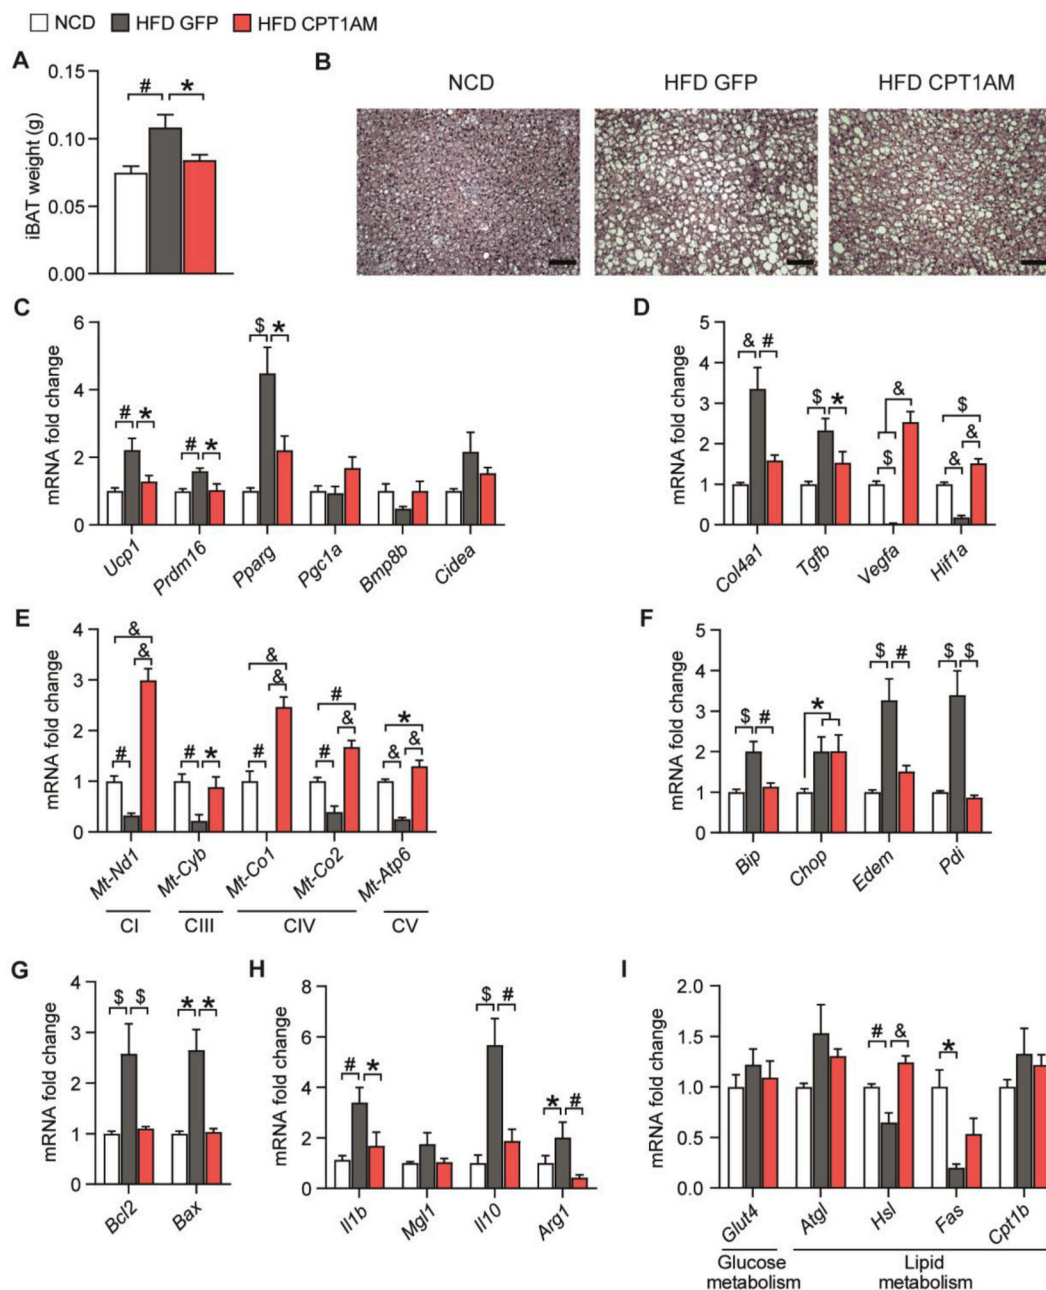 NCD HFD GFP HFD CPT1AM
A
iBAT weight (g)
0.15
0.10
0.05
0.00
# *
B
NCD HFD GFP HFD CPT1AM
C
mRNA fold change
6
4
2
0
# * # * $ *
Ucp1 Prdm16 Pparg Pgc1a Bmp8b Cidea
D
mRNA fold change
5
4
3
2
1
0
& # $ * $ & & & $
Col4a1 Tgfb Vegfa Hif1a
E
mRNA fold change
4
3
2
1
0
# & & # * # & & # & # & & *
Mt-Nd1 Mt-Cyb Mt-Co1 Mt-Co2 Mt-Atp6
CI CIII CIV CV
F
mRNA fold change
5
4
3
2
1
0
$ # * $ # $ $
Bip Chop Edem Pdi
G
mRNA fold change
4
3
2
1
0
$ $ * *
Bcl2 Bax
H
mRNA fold change
8
6
4
2
0
# * $ # * #
Il1b Mgl1 Il10 Arg1
I
mRNA fold change
2.0
1.5
1.0
0.5
0.0
# & *
Glut4 Atgl Hsl Fas Cpt1b
Glucose
metabolism
Lipid
metabolism